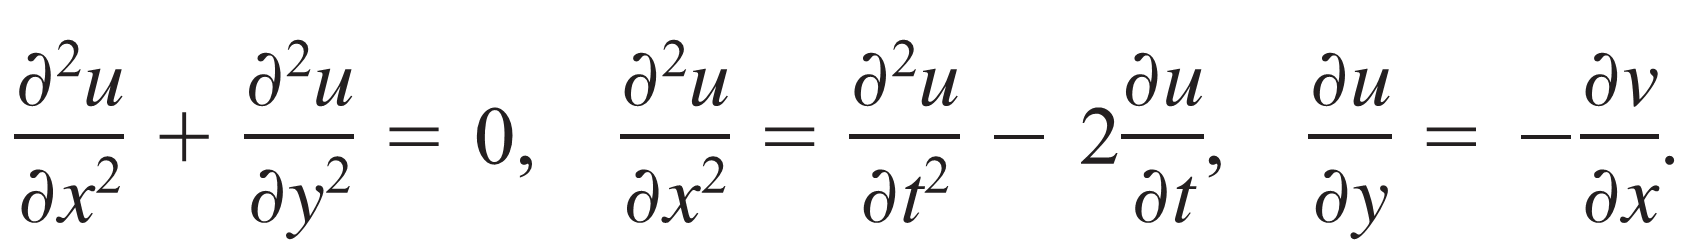 ∂²u/∂x² + ∂²u/∂y² = 0, ∂²u/∂x² = ∂²u/∂t² − 2 ∂u/∂t, ∂u/∂y = − ∂v/∂x.